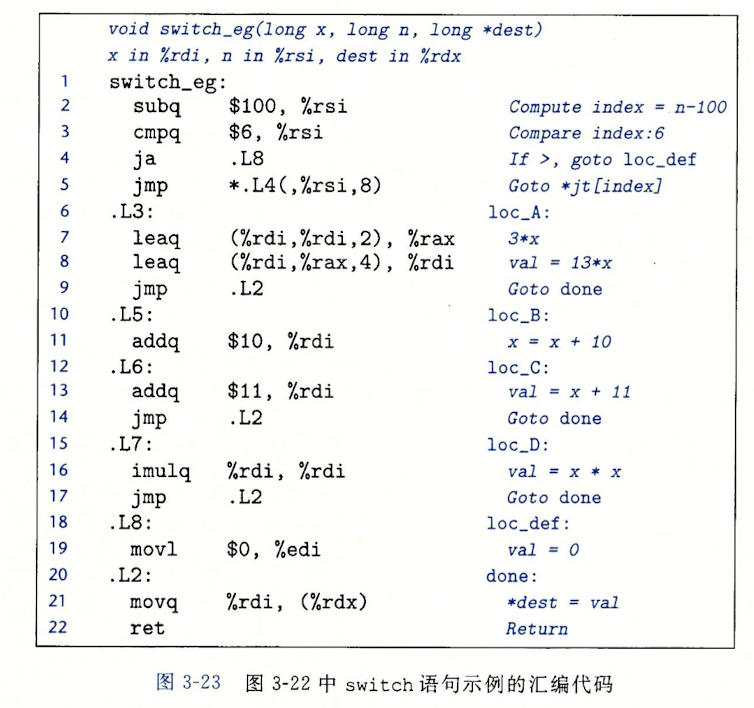 void switch_eg(long x, long n, long *dest)
x in %rdi, n in %rsi, dest in %rdx
1 switch_eg:
2 subq $100, %rsi Compute index = n-100
3 cmpq $6, %rsi Compare index:6
4 ja .L8 If >, goto loc_def
5 jmp *.L4(,%rsi,8) Goto *jt[index]
6 .L3: loc_A:
7 leaq (%rdi,%rdi,2), %rax 3*x
8 leaq (%rdi,%rax,4), %rdi val = 13*x
9 jmp .L2 Goto done
10 .L5: loc_B:
11 addq $10, %rdi x = x + 10
12 .L6: loc_C:
13 addq $11, %rdi val = x + 11
14 jmp .L2 Goto done
15 .L7: loc_D:
16 imulq %rdi, %rdi val = x * x
17 jmp .L2 Goto done
18 .L8: loc_def:
19 movl $0, %edi val = 0
20 .L2: done:
21 movq %rdi, (%rdx) *dest = val
22 ret Return
图 3-23 图 3-22 中 switch 语句示例的汇编代码